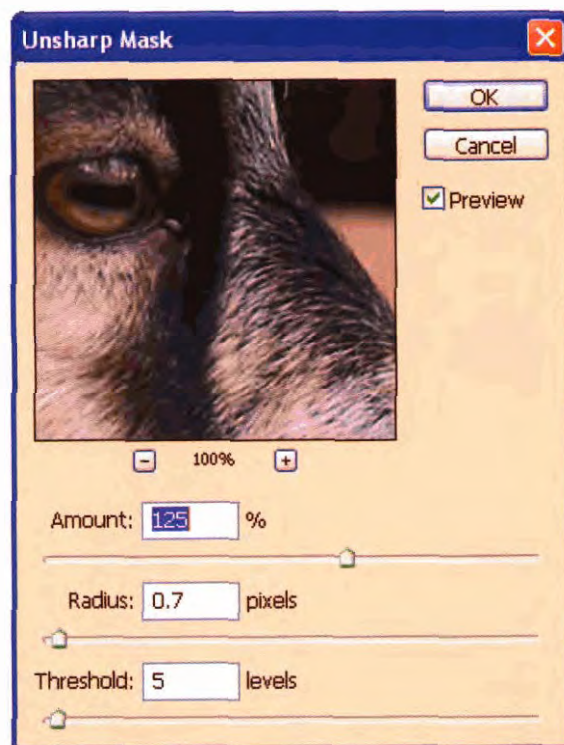 Unsharp Mask
OK
Cancel
Preview
100%
Amount: 125 %
Radius: 0.7 pixels
Threshold: 5 levels